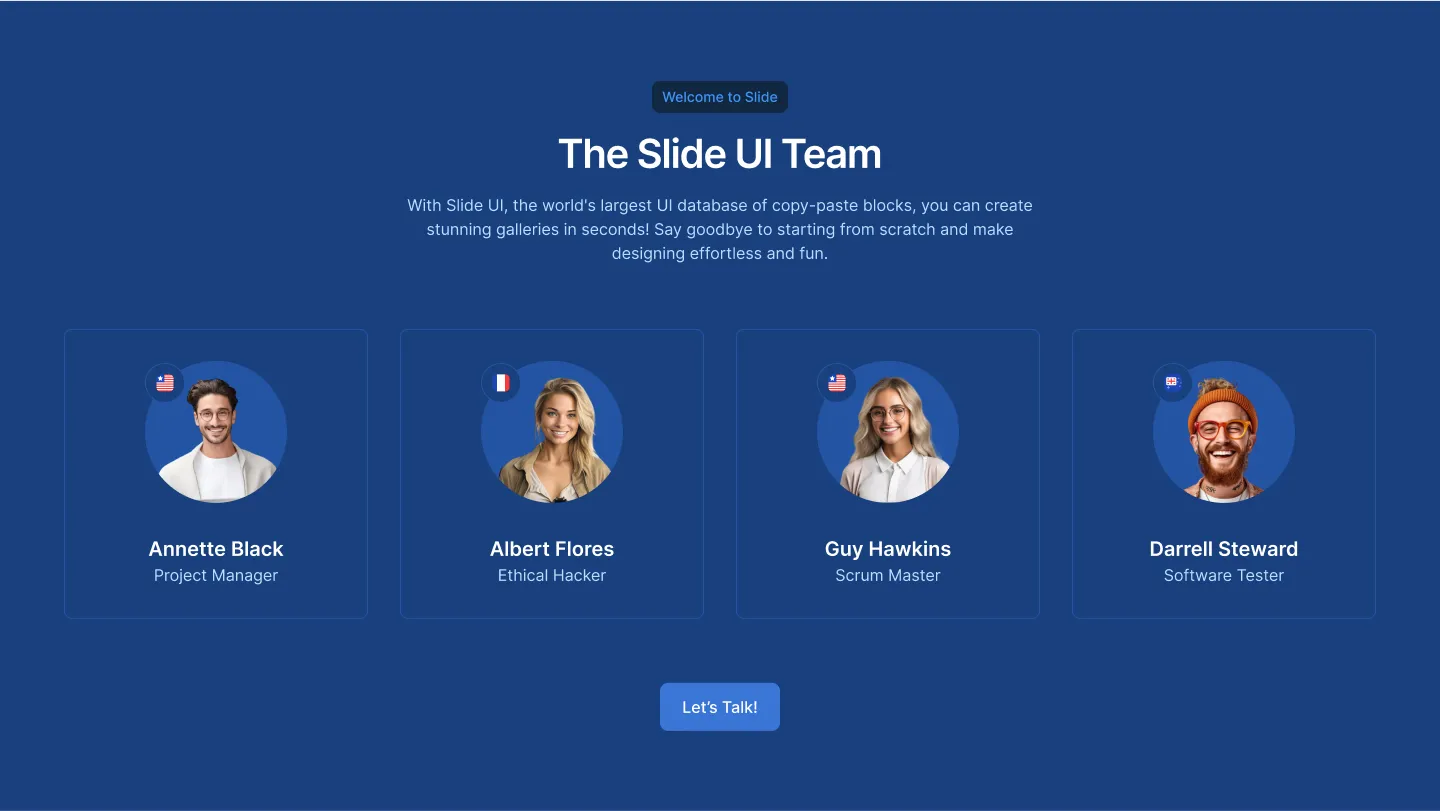 Welcome to Slide
The Slide UI Team
With Slide UI, the world's largest UI database of copy-paste blocks, you can create
stunning galleries in seconds! Say goodbye to starting from scratch and make
designing effortless and fun.
Annette Black
Project Manager
Albert Flores
Ethical Hacker
Guy Hawkins
Scrum Master
Darrell Steward
Software Tester
Let’s Talk!